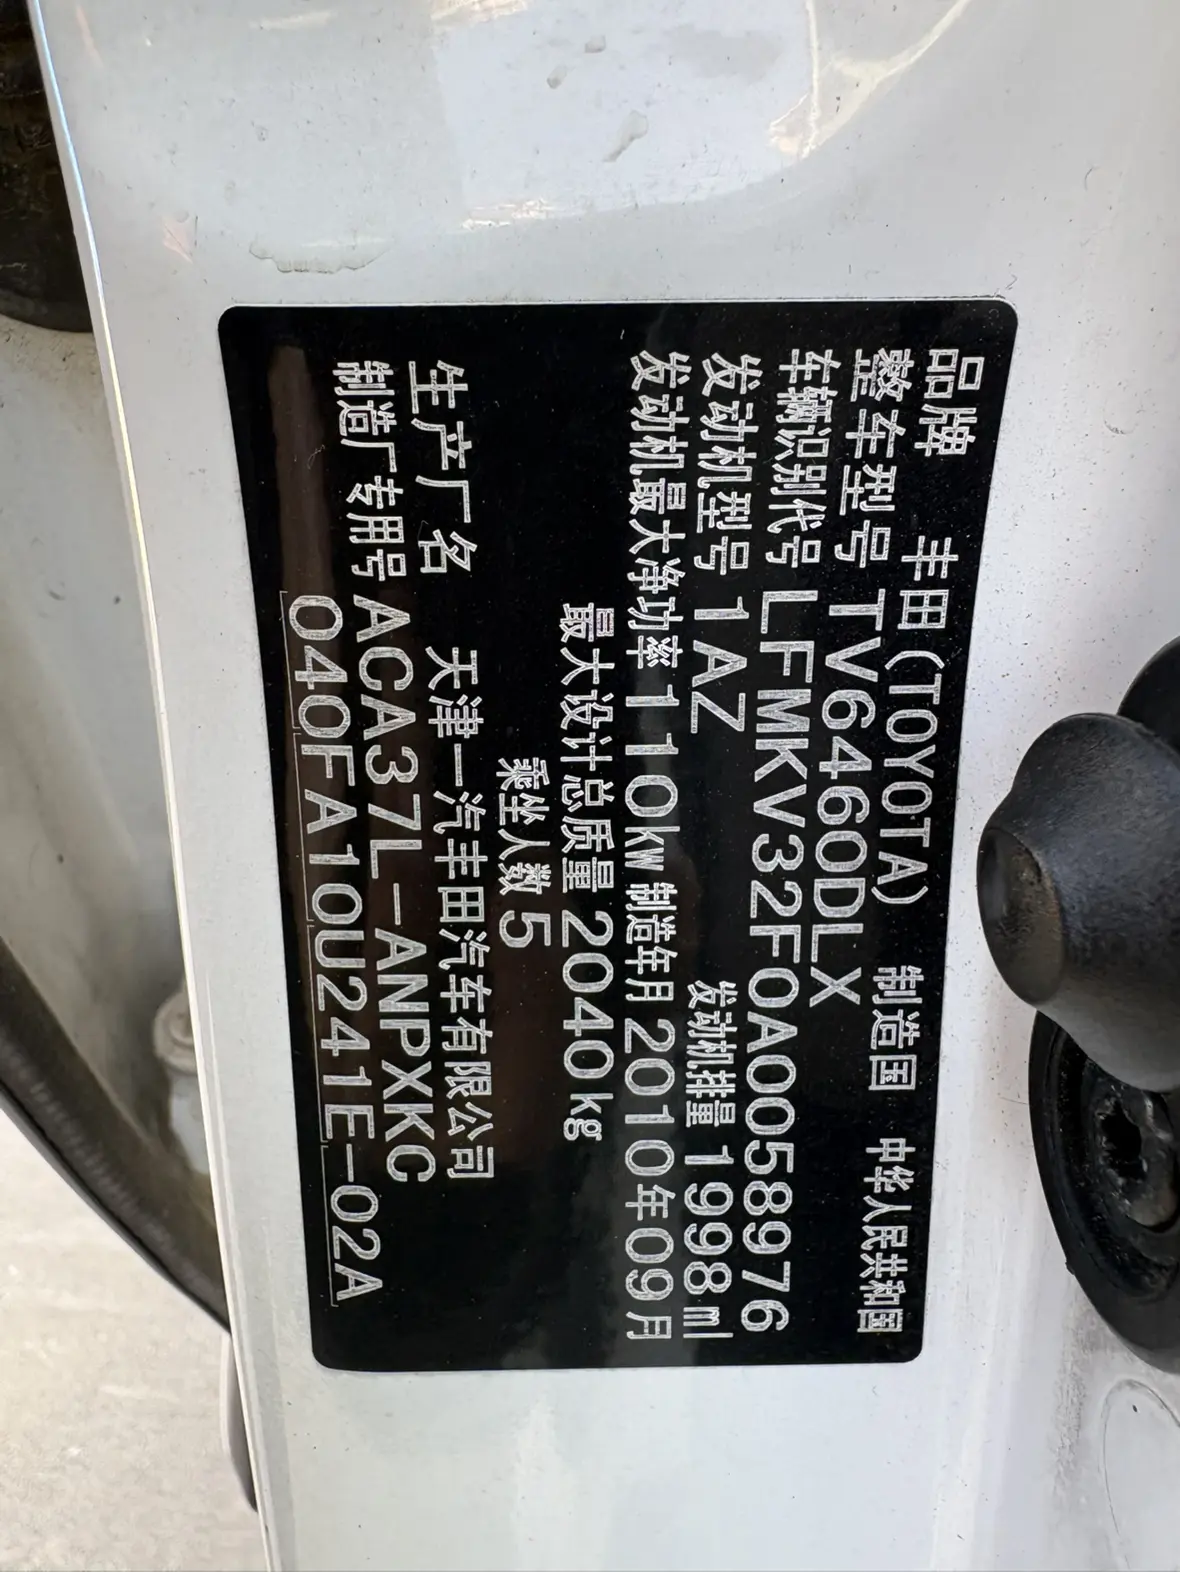 品牌 丰田(TOYOTA) 制造国 中华人民共和国
整车型号 TV6460DLX
车辆识别代号 LFMKV32F0A0058976
发动机型号 1AZ 发动机排量 1998ml
发动机最大净功率 110kW 制造年月 2010年09月
最大设计总质量 2040kg
乘坐人数 5
生产厂名 天津一汽丰田汽车有限公司
制造厂专用号 ACA37L-ANPXKC
040FA10U241E-02A